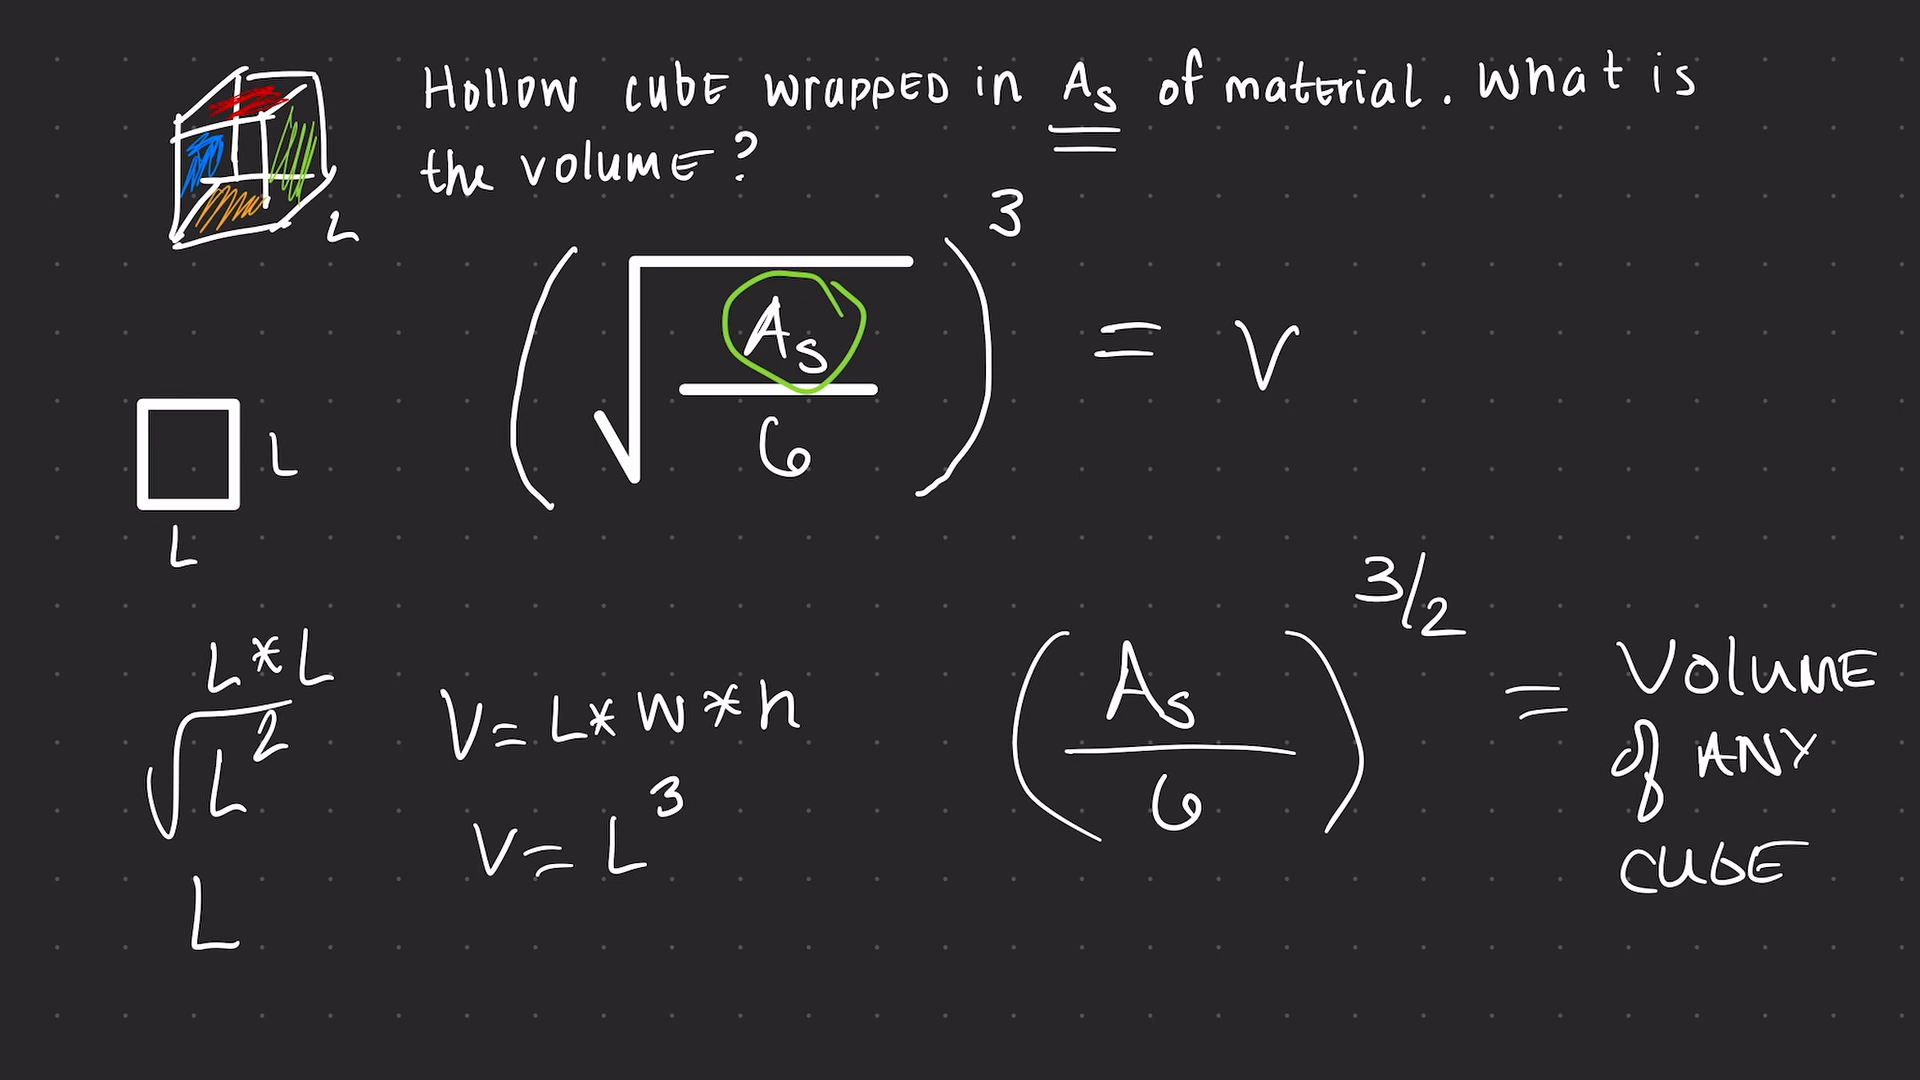 Hollow cube wrapped in As of material. What is
the volume?
L
(√(As/6))³ = V
L
L
L*L
√L²
L
V = L * W * h
V = L³
(As/6)^3/2 = Volume
of ANY
cube